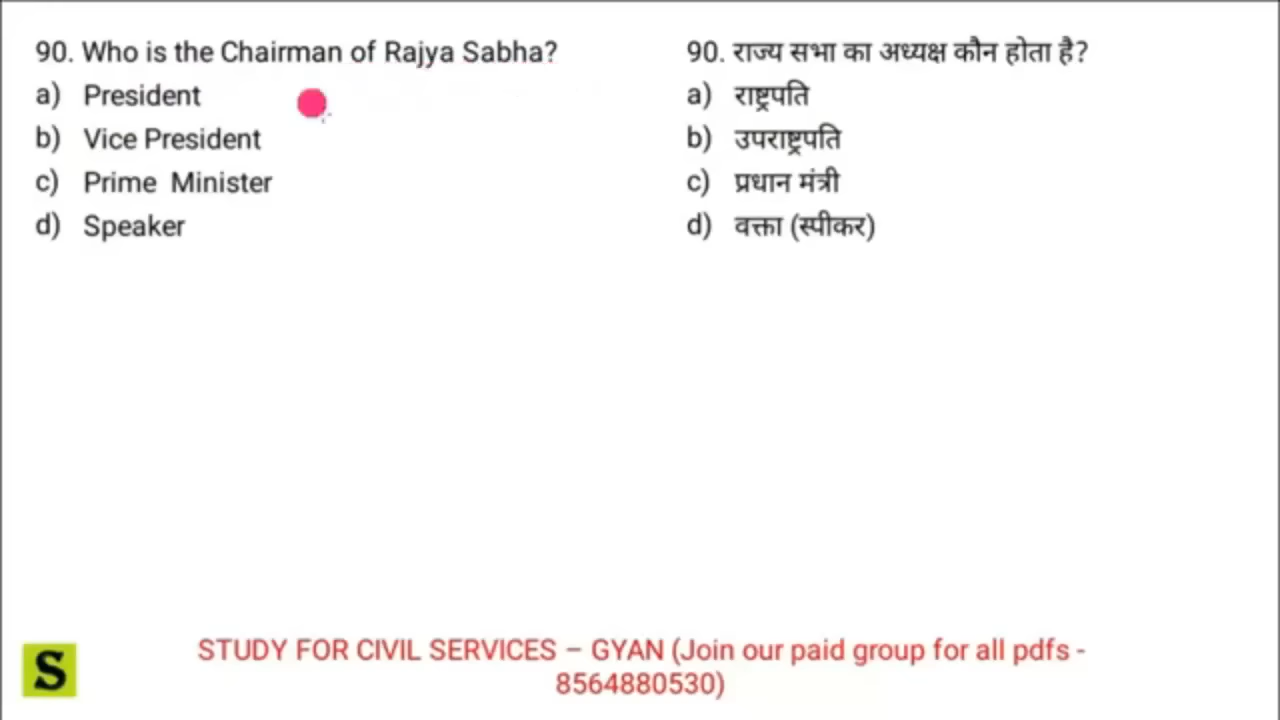 90. Who is the Chairman of Rajya Sabha?
a) President
b) Vice President
c) Prime Minister
d) Speaker
90. राज्य सभा का अध्यक्ष कौन होता है?
a) राष्ट्रपति
b) उपराष्ट्रपति
c) प्रधान मंत्री
d) वक्ता (स्पीकर)
S
STUDY FOR CIVIL SERVICES – GYAN (Join our paid group for all pdfs -
8564880530)